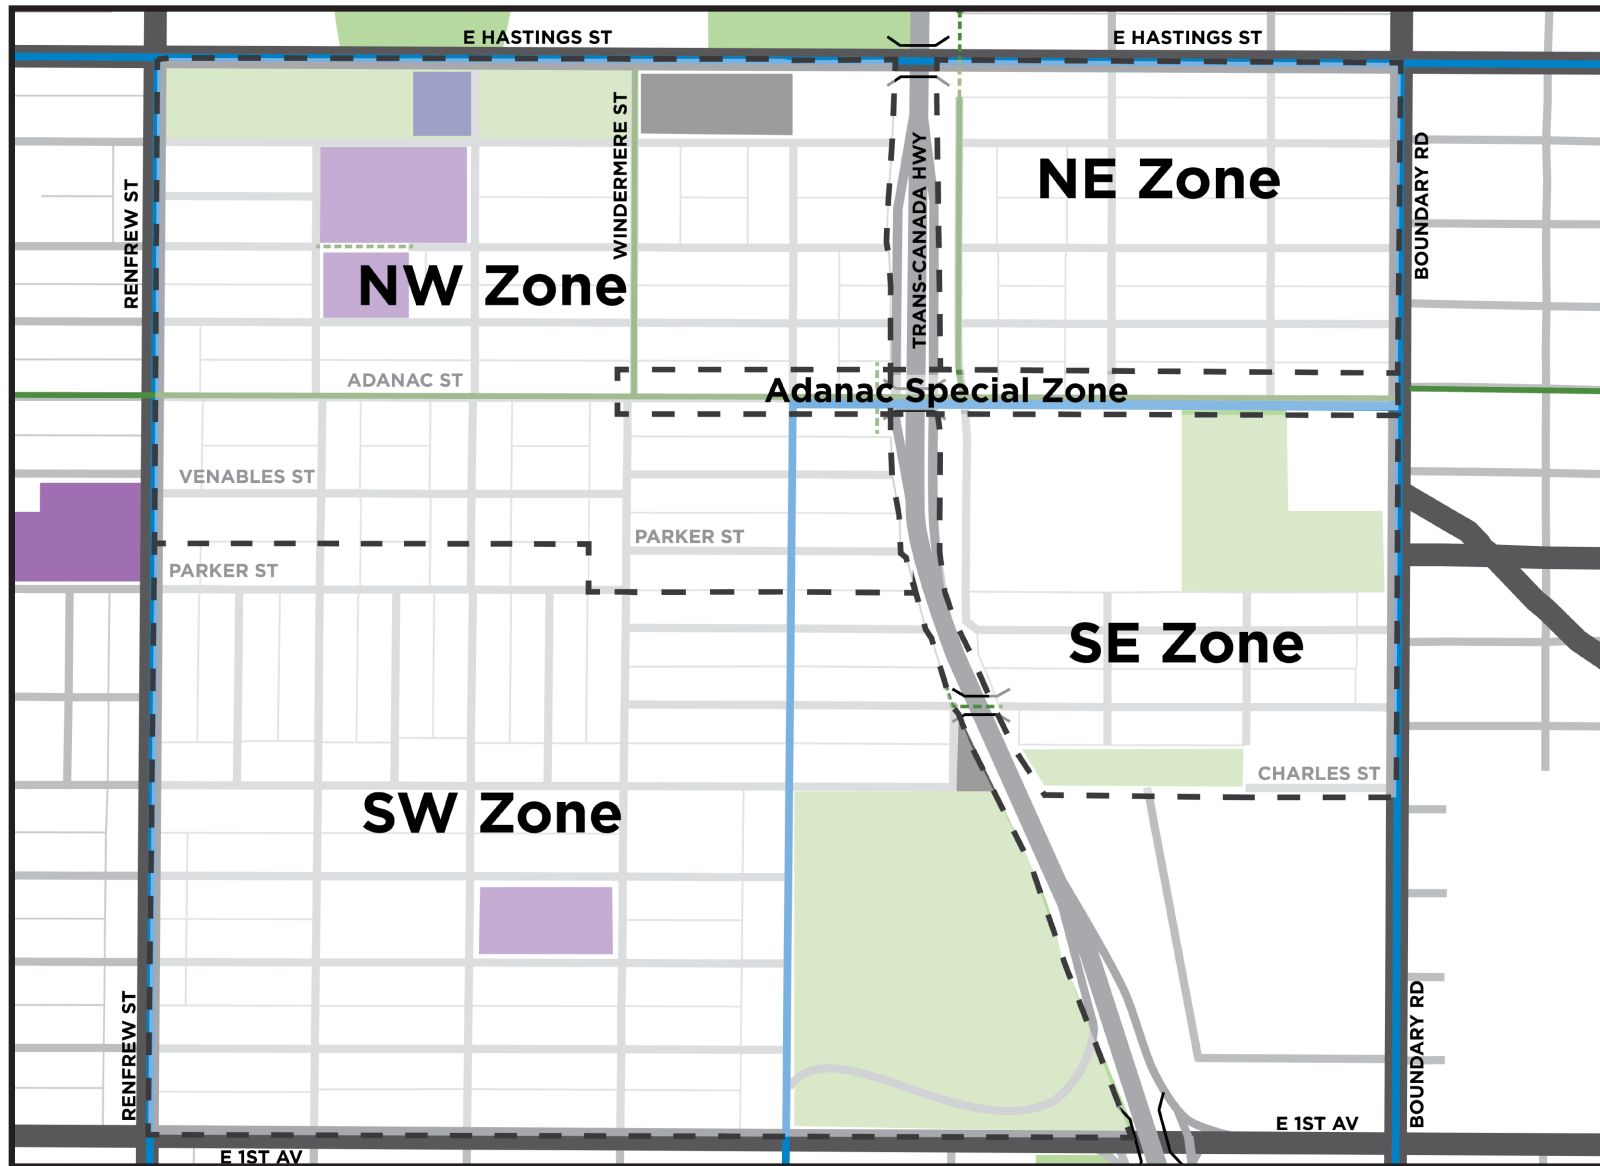 E HASTINGS ST
E HASTINGS ST
RENFREW ST
WINDERMERE ST
TRANS-CANADA HWY
BOUNDARY RD
NE Zone
NW Zone
ADANAC ST
Adanac Special Zone
VENABLES ST
PARKER ST
PARKER ST
SE Zone
CHARLES ST
SW Zone
RENFREW ST
BOUNDARY RD
E 1ST AV
E 1ST AV